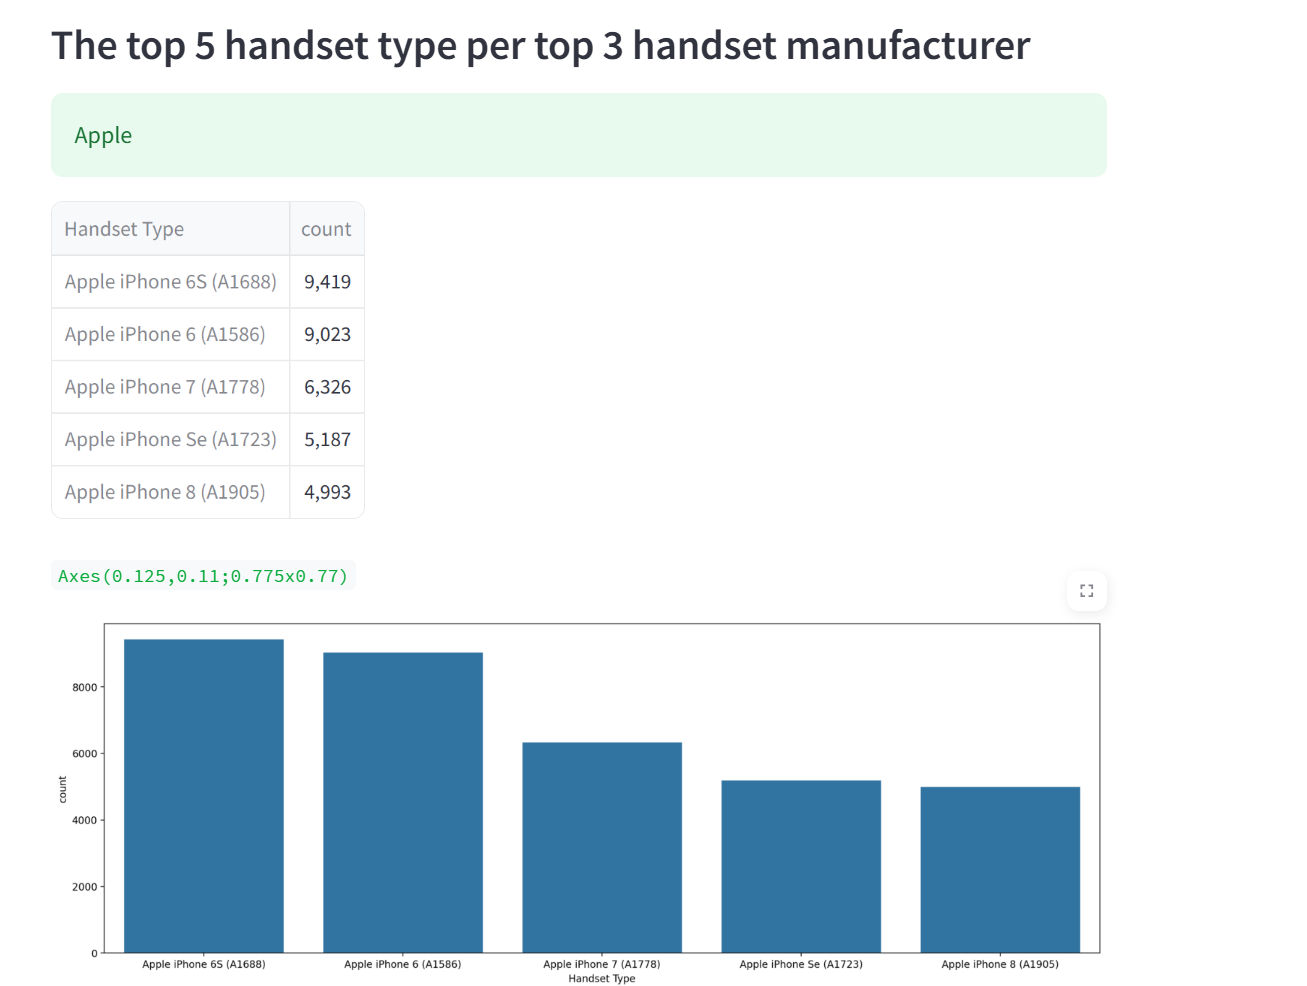 The top 5 handset type per top 3 handset manufacturer
Apple
Handset Type count
Apple iPhone 6S (A1688) 9,419
Apple iPhone 6 (A1586) 9,023
Apple iPhone 7 (A1778) 6,326
Apple iPhone Se (A1723) 5,187
Apple iPhone 8 (A1905) 4,993
Axes(0.125,0.11;0.775x0.77)
count
8000
6000
4000
2000
0
Apple iPhone 6S (A1688) Apple iPhone 6 (A1586) Apple iPhone 7 (A1778) Apple iPhone Se (A1723) Apple iPhone 8 (A1905)
Handset Type